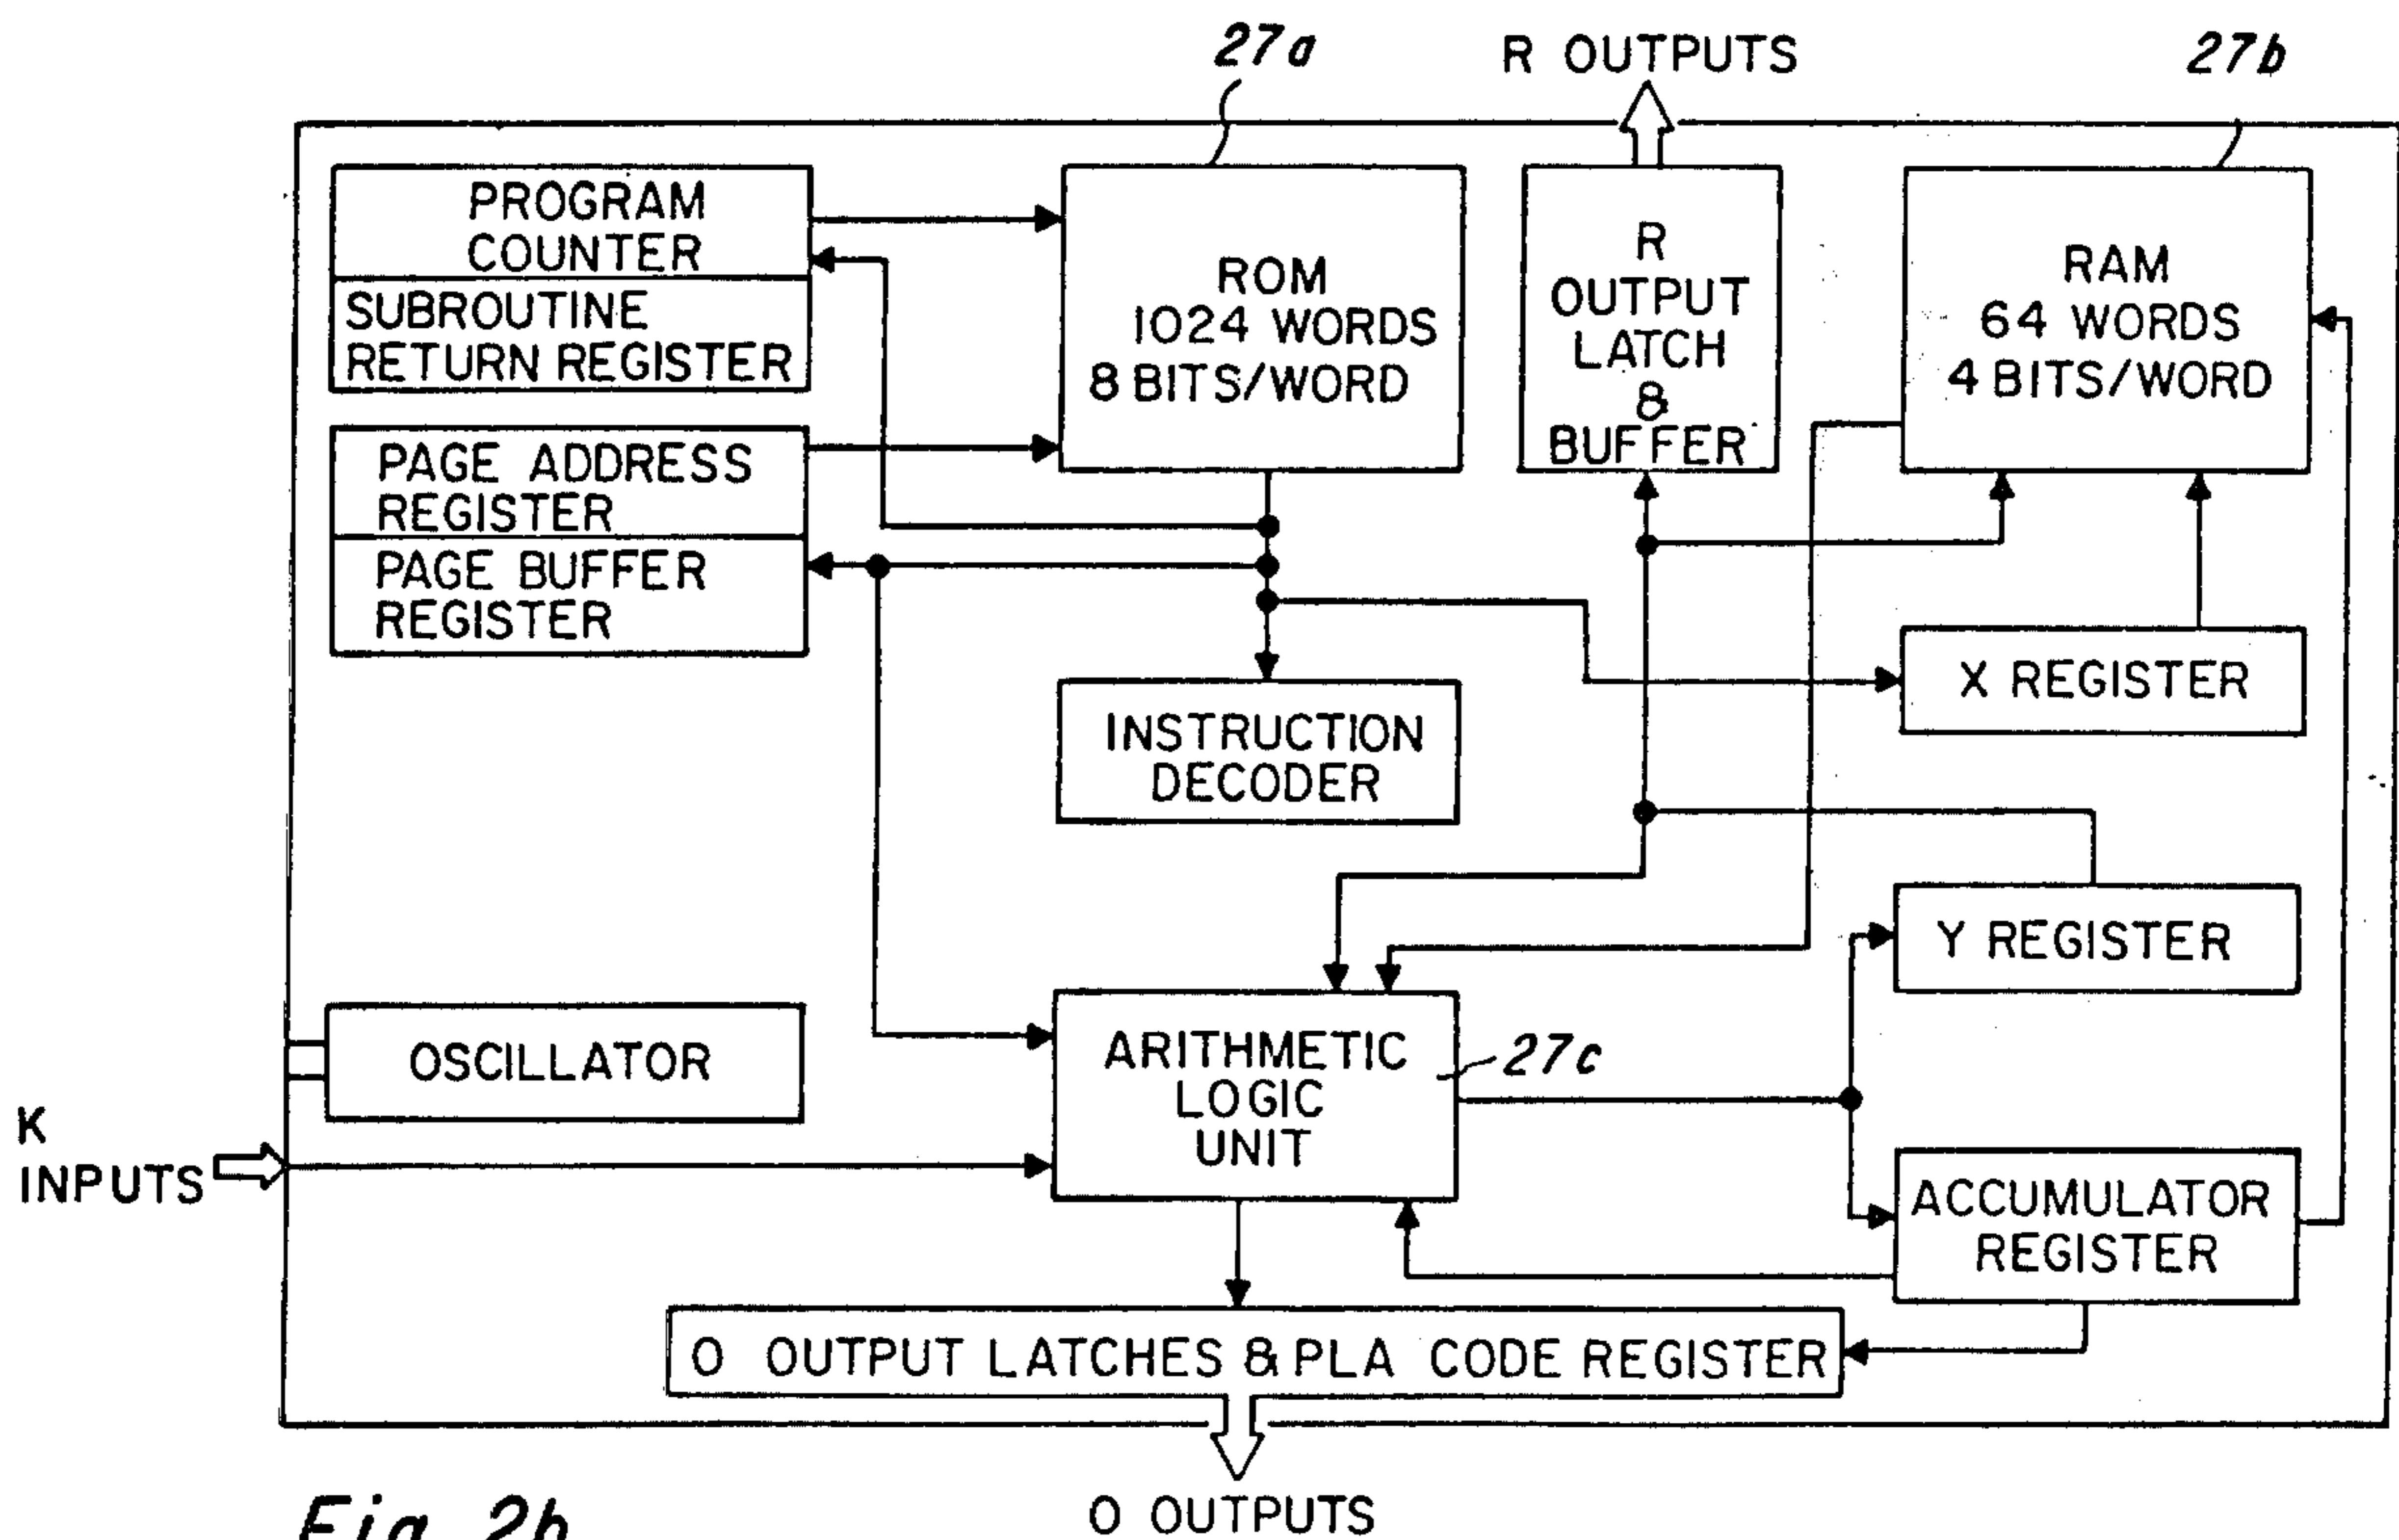 27a
R OUTPUTS
27b
PROGRAM
COUNTER
SUBROUTINE
RETURN REGISTER
ROM
1024 WORDS
8 BITS/WORD
R
OUTPUT
LATCH
&
BUFFER
RAM
64 WORDS
4 BITS/WORD
PAGE ADDRESS
REGISTER
PAGE BUFFER
REGISTER
INSTRUCTION
DECODER
X REGISTER
Y REGISTER
OSCILLATOR
ARITHMETIC
LOGIC
UNIT
27c
K
INPUTS
ACCUMULATOR
REGISTER
O OUTPUT LATCHES & PLA CODE REGISTER
O OUTPUTS
Fig. 2b